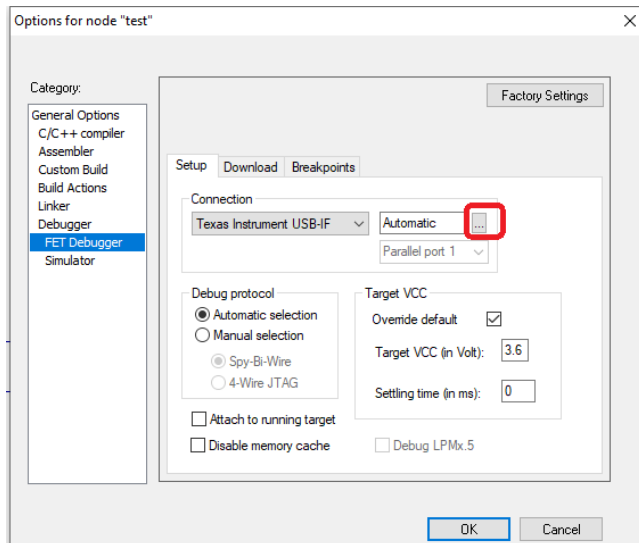 Options for node "test"
Category:
General Options
C/C++ compiler
Assembler
Custom Build
Build Actions
Linker
Debugger
FET Debugger
Simulator
Factory Settings
Setup Download Breakpoints
Connection
Texas Instrument USB-IF Automatic ...
Parallel port 1
Debug protocol
Automatic selection
Manual selection
Spy-Bi-Wire
4-Wire JTAG
Target VCC
Override default
Target VCC (in Volt): 3.6
Settling time (in ms): 0
Attach to running target
Disable memory cache Debug LPMx.5
OK Cancel